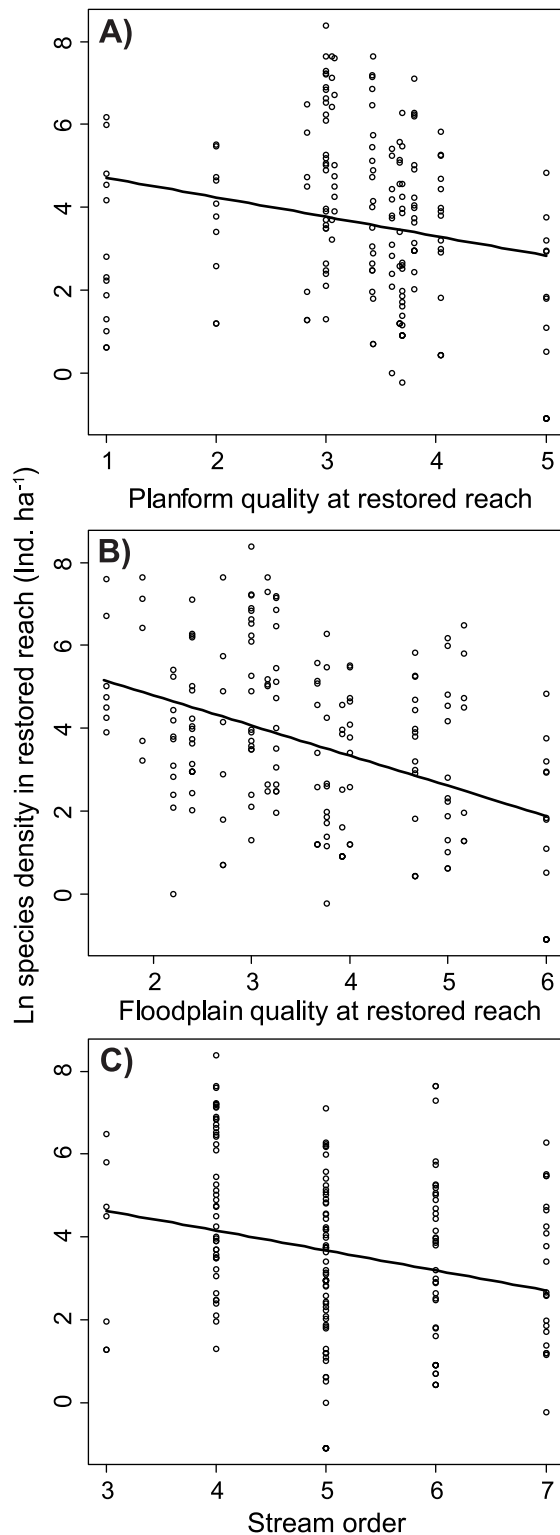 Ln species density in restored reach (Ind. ha⁻¹)
A)
8
6
4
2
0
1 2 3 4 5
Planform quality at restored reach
B)
8
6
4
2
0
2 3 4 5 6
Floodplain quality at restored reach
C)
8
6
4
2
0
3 4 5 6 7
Stream order